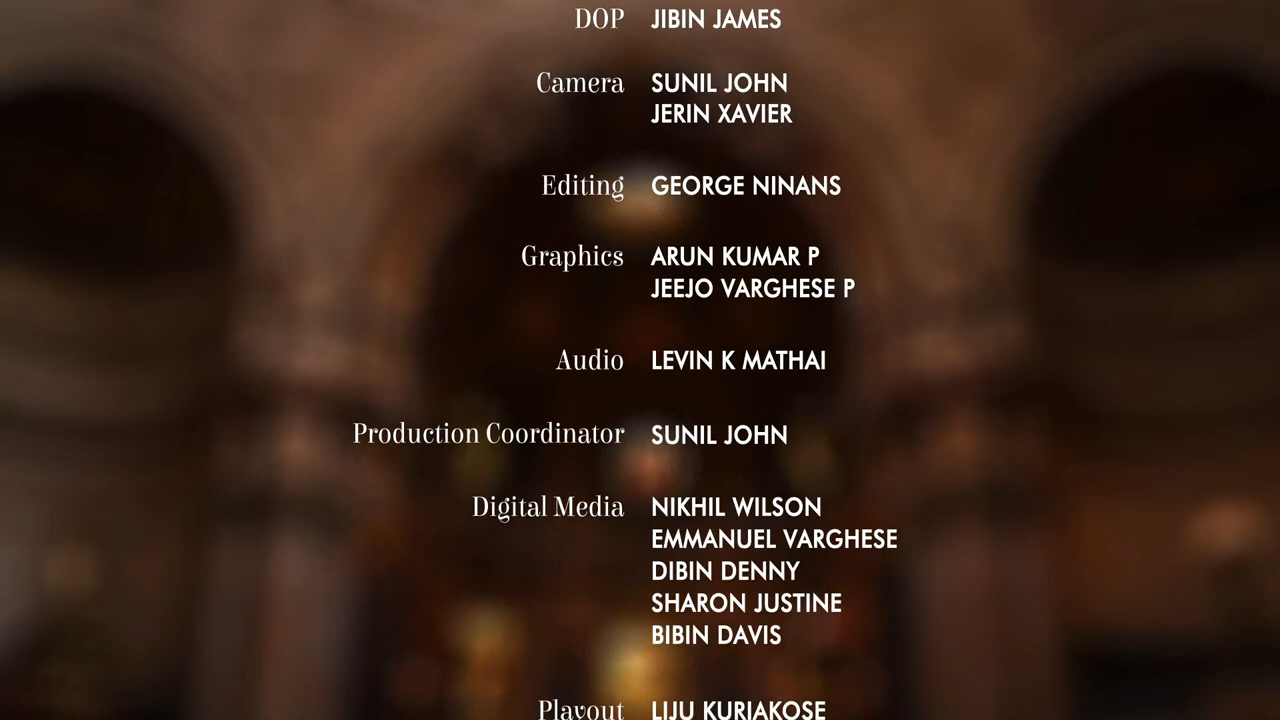 DOP JIBIN JAMES
Camera SUNIL JOHN
JERIN XAVIER
Editing GEORGE NINANS
Graphics ARUN KUMAR P
JEEJO VARGHESE P
Audio LEVIN K MATHAI
Production Coordinator SUNIL JOHN
Digital Media NIKHIL WILSON
EMMANUEL VARGHESE
DIBIN DENNY
SHARON JUSTINE
BIBIN DAVIS
Playout LIJU KURIAKOSE